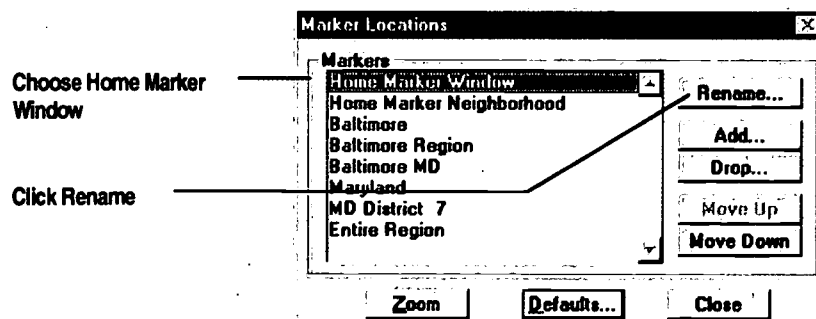 Marker Locations
Markers
Choose Home Marker
Window
Home Marker Window
Home Marker Neighborhood
Baltimore
Baltimore Region
Baltimore MD
Maryland
MD District 7
Entire Region
Click Rename
Rename...
Add...
Drop...
Move Up
Move Down
Zoom
Defaults...
Close